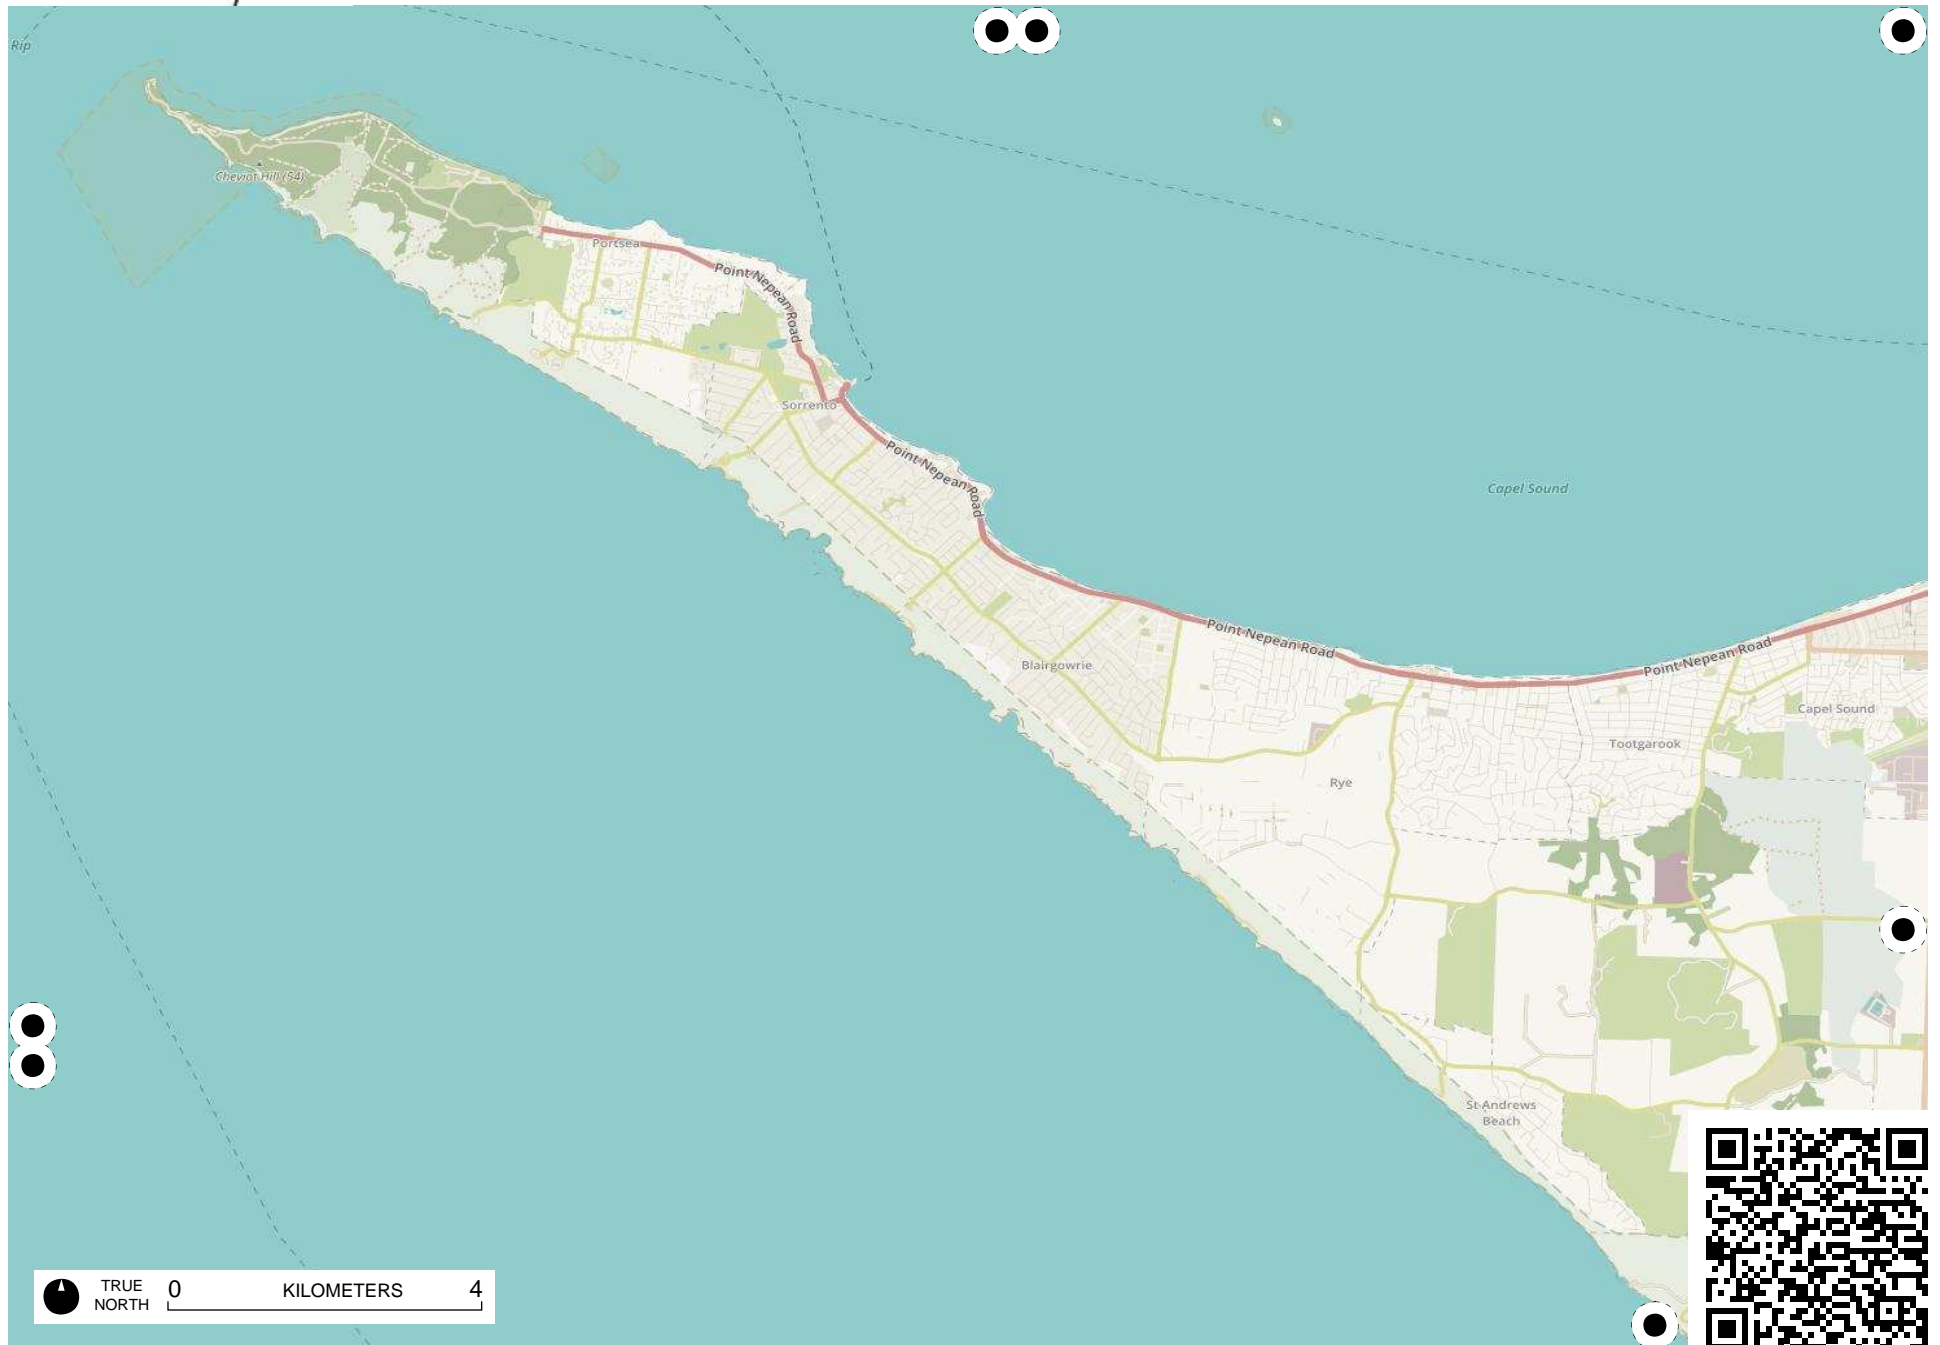 Rip
Cheviot Hill (54)
Portsea
Point Nepean Road
Sorrento
Point Nepean Road
Capel Sound
Point Nepean Road
Point Nepean Road
Blairgowrie
Capel Sound
Tootgarook
Rye
St Andrews
Beach
TRUE
NORTH
0 KILOMETERS 4